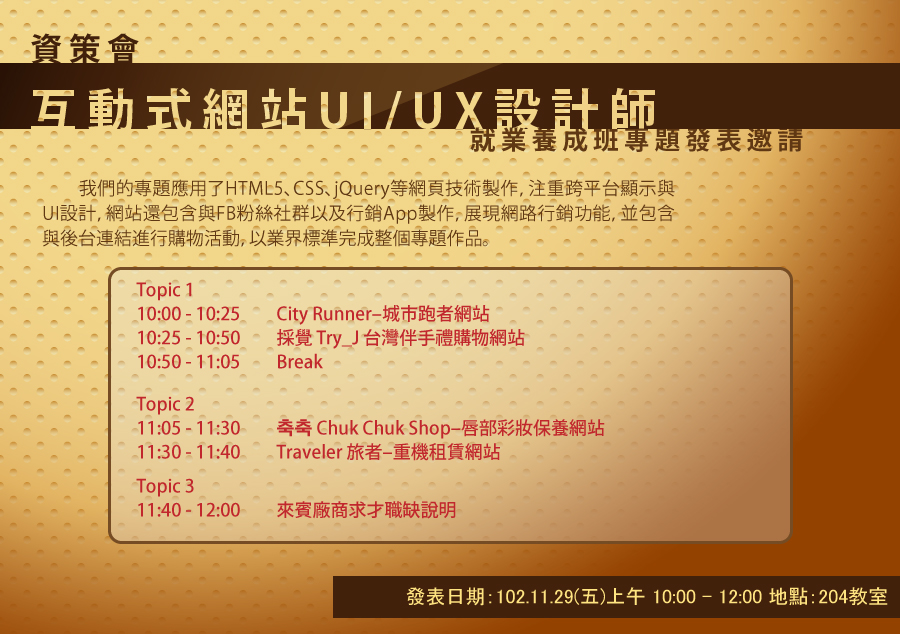 資策會
互動式網站UI/UX設計師
就業養成班專題發表邀請
我們的專題應用了HTML5、CSS、jQuery等網頁技術製作, 注重跨平台顯示與
UI設計, 網站還包含與FB粉絲社群以及行銷App製作, 展現網路行銷功能, 並包含
與後台連結進行購物活動, 以業界標準完成整個專題作品。
Topic 1
10:00 - 10:25 City Runner–城市跑者網站
10:25 - 10:50 採覺 Try_J 台灣伴手禮購物網站
10:50 - 11:05 Break
Topic 2
11:05 - 11:30 축축 Chuk Chuk Shop–唇部彩妝保養網站
11:30 - 11:40 Traveler 旅者–重機租賃網站
Topic 3
11:40 - 12:00 來賓廠商求才職缺說明
發表日期:102.11.29(五)上午 10:00 – 12:00 地點:204教室